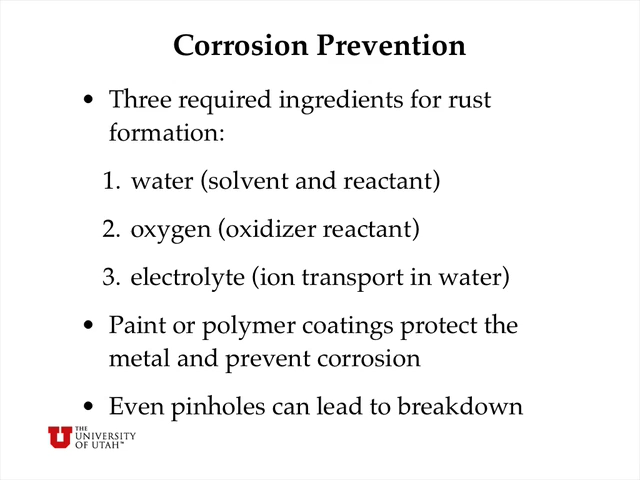 Corrosion Prevention
• Three required ingredients for rust
formation:
1. water (solvent and reactant)
2. oxygen (oxidizer reactant)
3. electrolyte (ion transport in water)
• Paint or polymer coatings protect the
metal and prevent corrosion
• Even pinholes can lead to breakdown
THE
UNIVERSITY
OF UTAH™